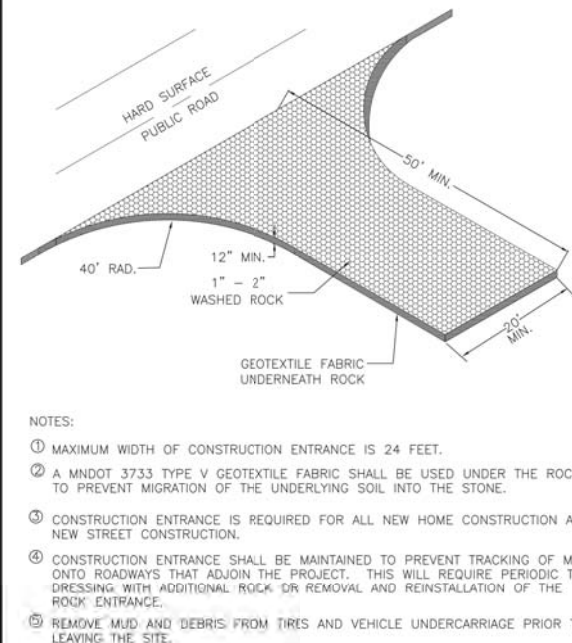 HARD SURFACE
PUBLIC ROAD
50' MIN.
40' RAD.
12" MIN.
1" - 2"
WASHED ROCK
20'
MIN.
GEOTEXTILE FABRIC
UNDERNEATH ROCK
NOTES:
① MAXIMUM WIDTH OF CONSTRUCTION ENTRANCE IS 24 FEET.
② A MNDOT 3733 TYPE V GEOTEXTILE FABRIC SHALL BE USED UNDER THE ROC
TO PREVENT MIGRATION OF THE UNDERLYING SOIL INTO THE STONE.
③ CONSTRUCTION ENTRANCE IS REQUIRED FOR ALL NEW HOME CONSTRUCTION A
NEW STREET CONSTRUCTION.
④ CONSTRUCTION ENTRANCE SHALL BE MAINTAINED TO PREVENT TRACKING OF M
ONTO ROADWAYS THAT ADJOIN THE PROJECT. THIS WILL REQUIRE PERIODIC T
DRESSING WITH ADDITIONAL ROCK OR REMOVAL AND REINSTALLATION OF THE
ROCK ENTRANCE.
⑤ REMOVE MUD AND DEBRIS FROM TIRES AND VEHICLE UNDERCARRIAGE PRIOR T
LEAVING THE SITE.